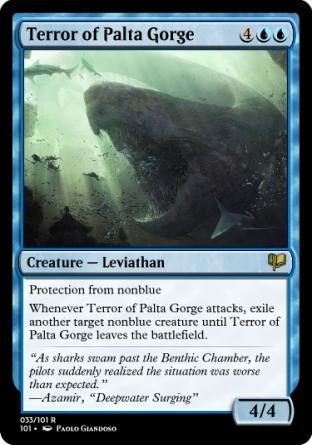 Terror of Palta Gorge 4
Creature — Leviathan
Protection from nonblue
Whenever Terror of Palta Gorge attacks, exile
another target nonblue creature until Terror of
Palta Gorge leaves the battlefield.
“As sharks swam past the Benthic Chamber, the
pilots suddenly realized the situation was worse
than expected.”
—Azamir, “Deepwater Surging”
4/4
033/101 R
101 • Paolo Giandoso